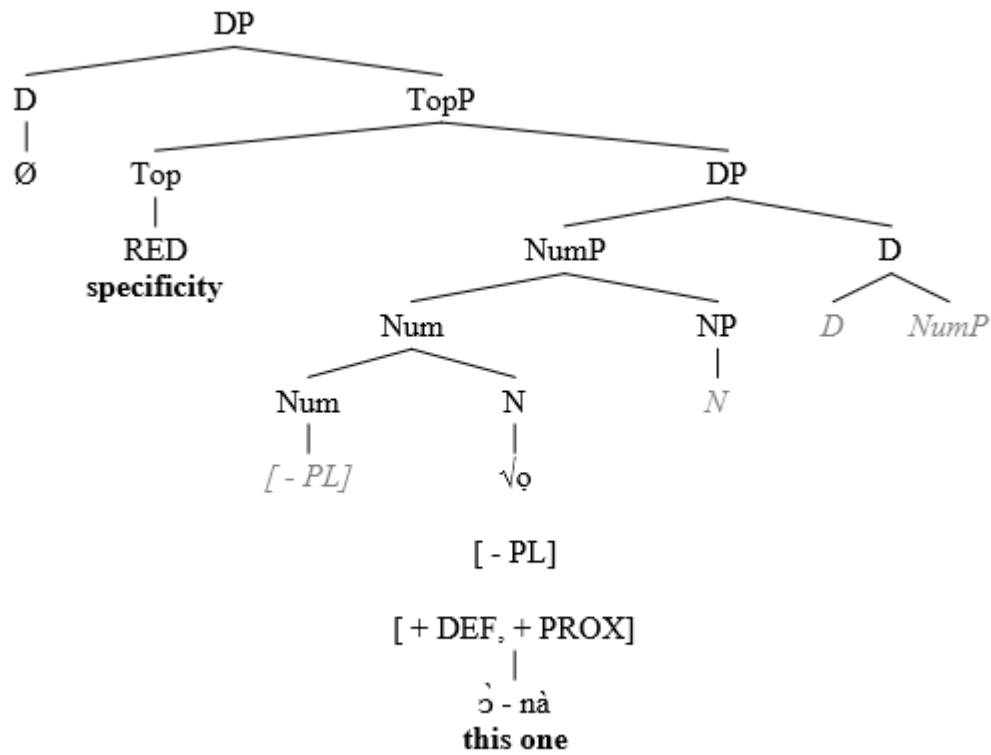 DP
D TopP
Ø Top DP
RED NumP D
specificity
Num NP D NumP
Num N N
[ - PL] √ọ
[ - PL]
[ + DEF, + PROX]
ɔ̀ - nà
this one